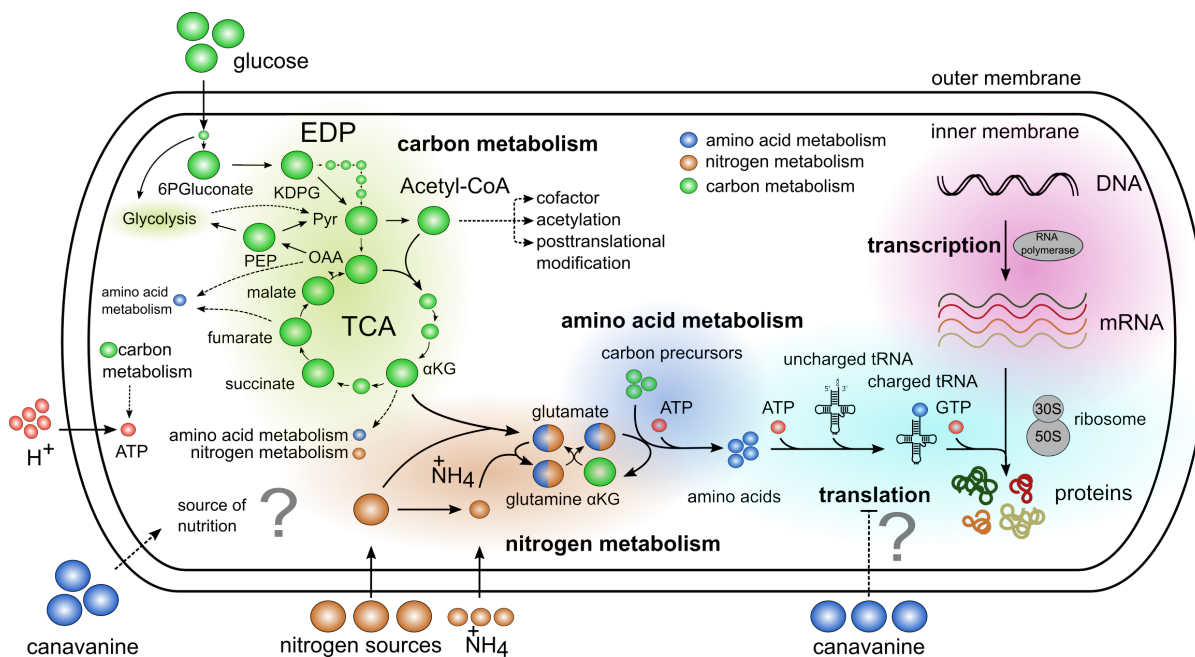 glucose
outer membrane
inner membrane
EDP
carbon metabolism
amino acid metabolism
nitrogen metabolism
carbon metabolism
6PGluconate
KDPG
Acetyl-CoA
cofactor
acetylation
posttranslational
modification
Glycolysis
Pyr
PEP
OAA
DNA
transcription
RNA
polymerase
mRNA
amino acid
metabolism
malate
TCA
fumarate
succinate
αKG
carbon
metabolism
H+
ATP
amino acid metabolism
nitrogen metabolism
amino acid metabolism
carbon precursors
ATP
uncharged tRNA
charged tRNA
ATP
5' 3'
GTP
30S
50S
ribosome
glutamate
+
NH4
glutamine αKG
amino acids
translation
proteins
source of
nutrition
?
?
nitrogen metabolism
canavanine
nitrogen sources
+
NH4
canavanine